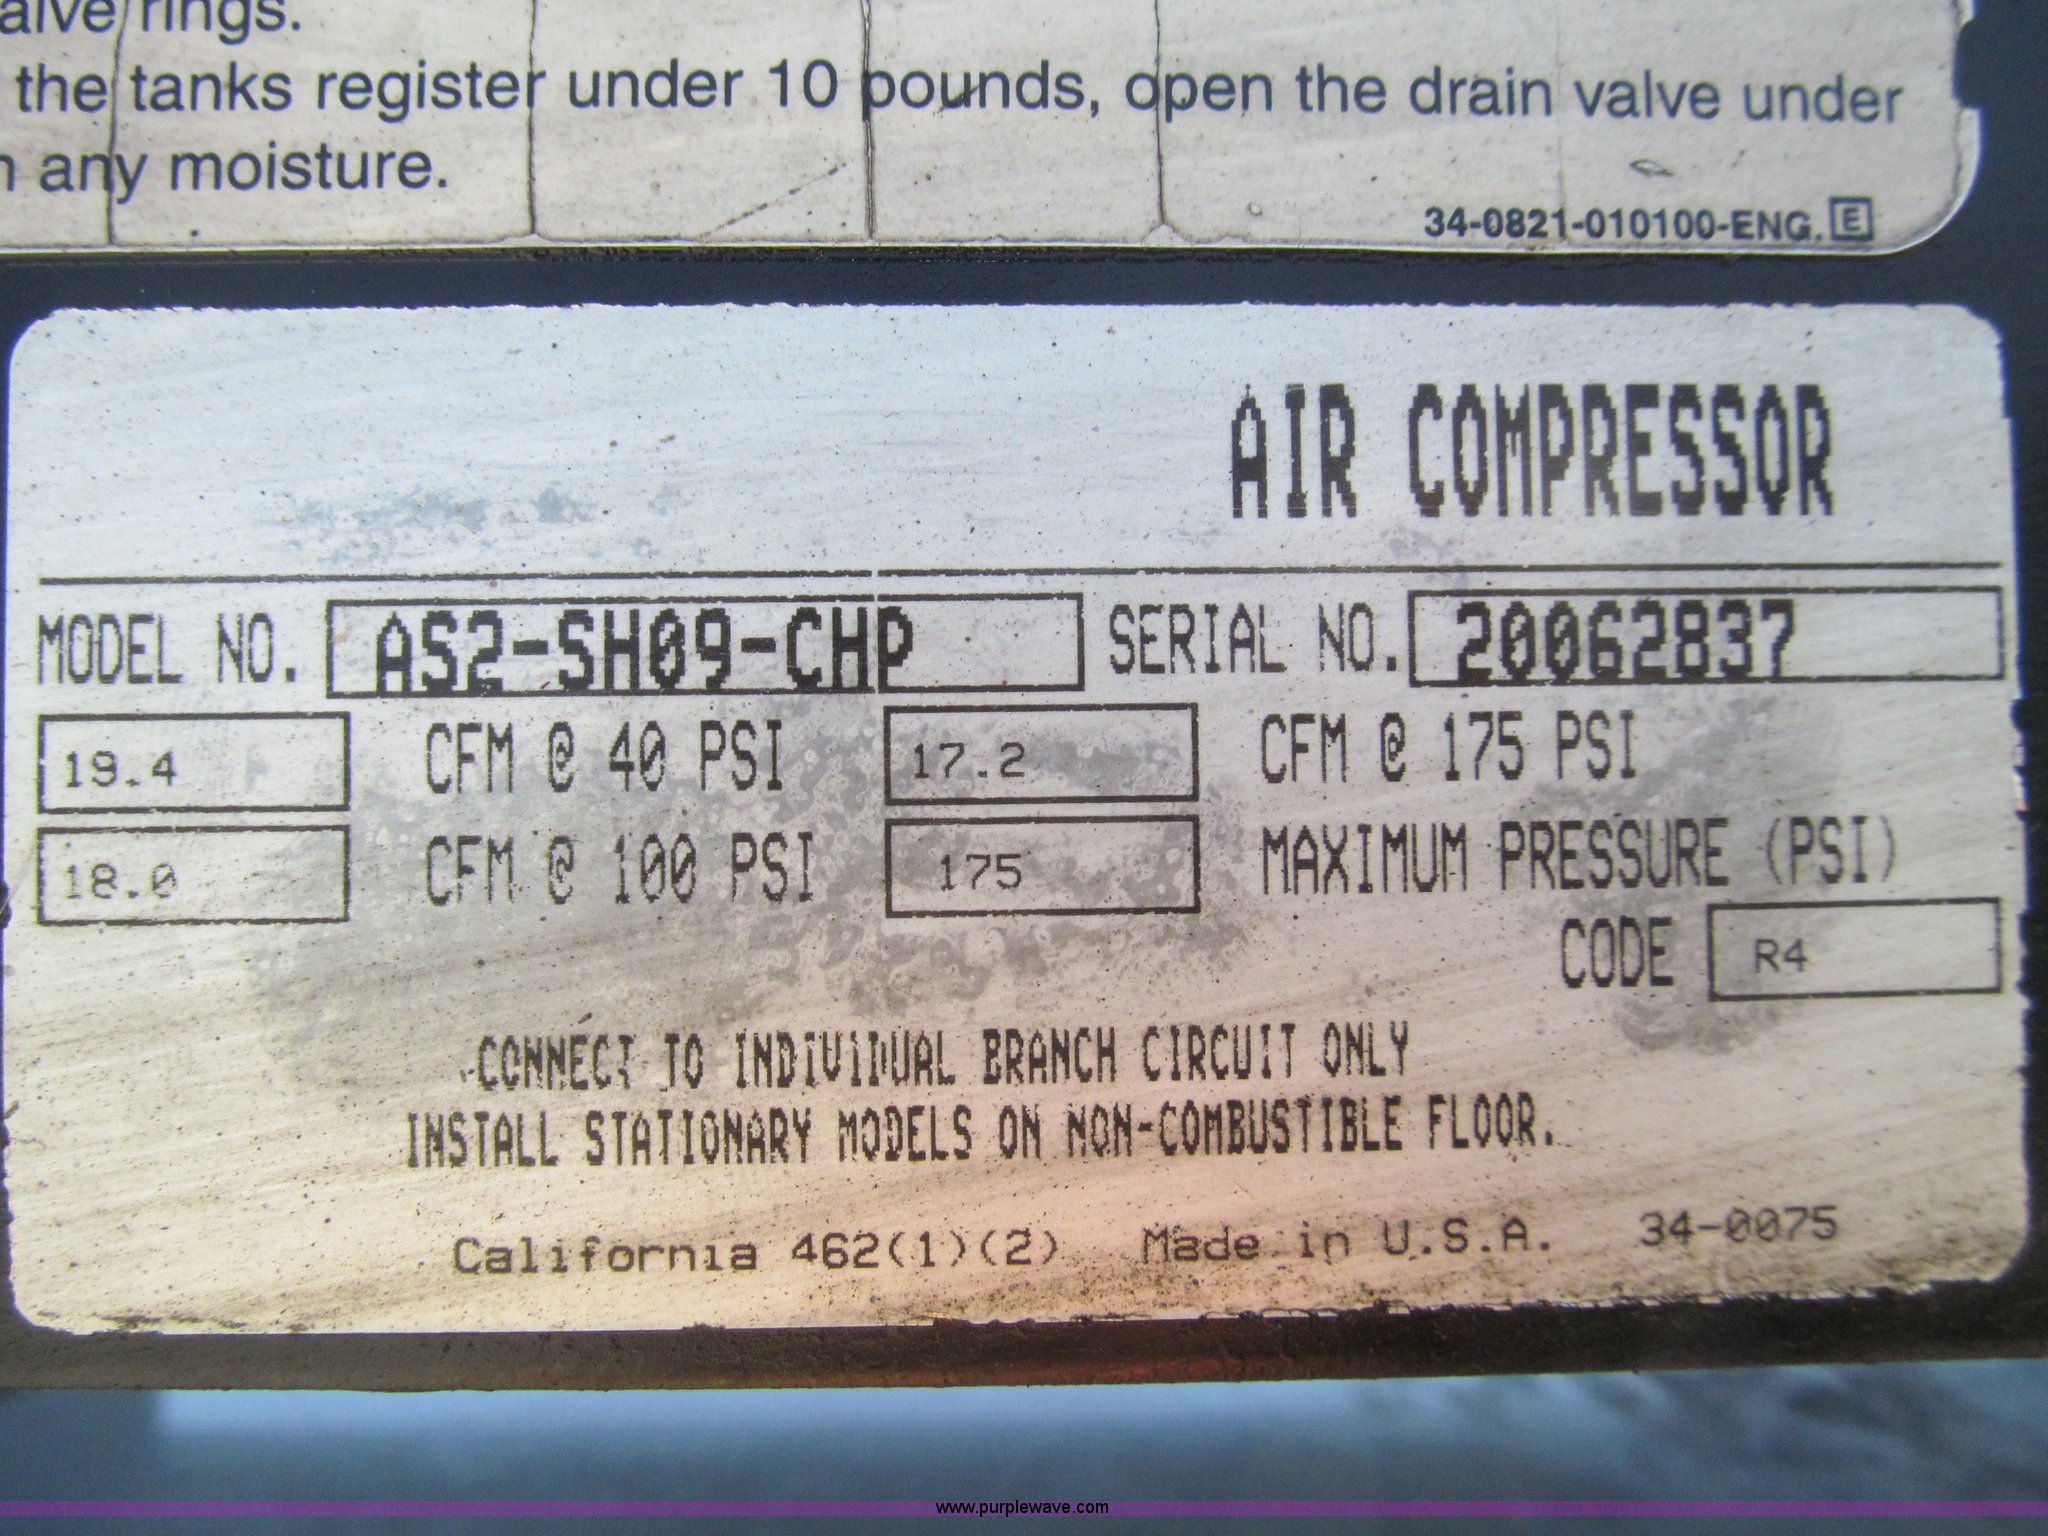 alve rings.
the tanks register under 10 pounds, open the drain valve under
any moisture.
34-0821-010100-ENG. E
AIR COMPRESSOR
MODEL NO. AS2-SH09-CHP SERIAL NO. 20062837
19.4 CFM @ 40 PSI 17.2 CFM @ 175 PSI
18.0 CFM @ 100 PSI 175 MAXIMUM PRESSURE (PSI)
CODE R4
CONNECT TO INDIVIDUAL BRANCH CIRCUIT ONLY
INSTALL STATIONARY MODELS ON NON-COMBUSTIBLE FLOOR.
California 462(1)(2) Made in U.S.A. 34-0075
www.purplewave.com